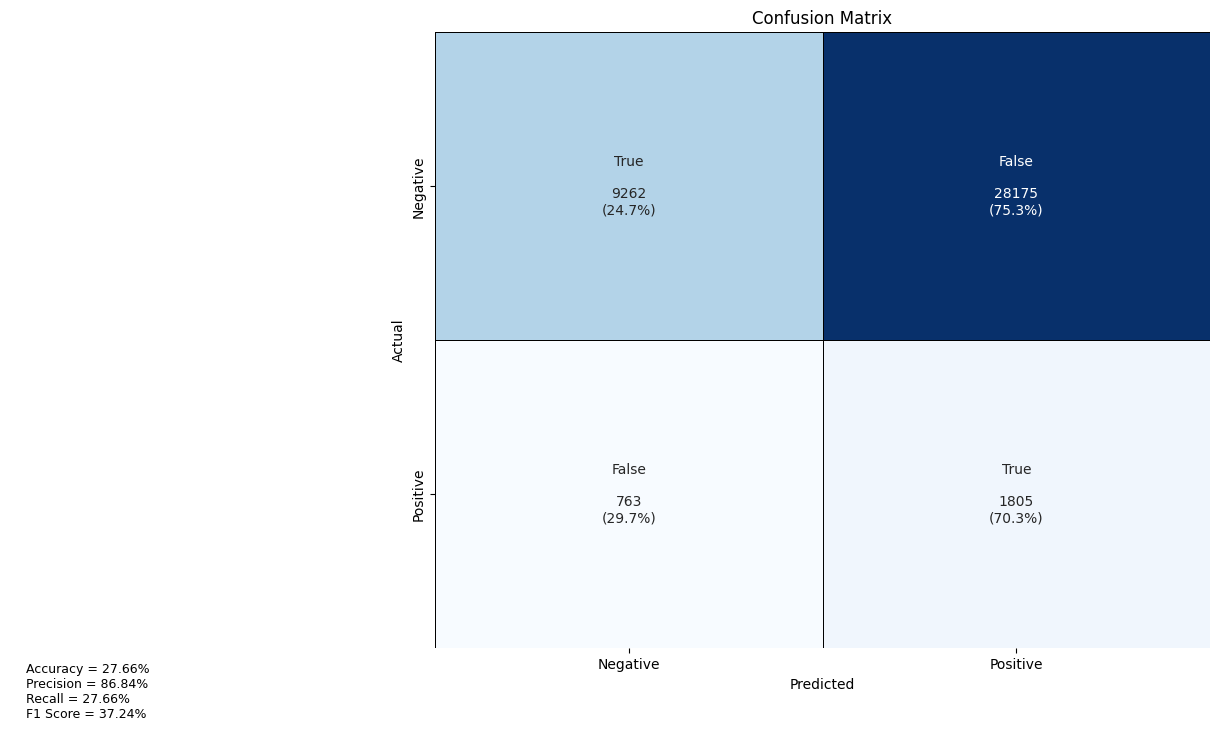 Confusion Matrix
Negative
True
9262
(24.7%)
False
28175
(75.3%)
Actual
Positive
False
763
(29.7%)
True
1805
(70.3%)
Negative
Positive
Predicted
Accuracy = 27.66%
Precision = 86.84%
Recall = 27.66%
F1 Score = 37.24%